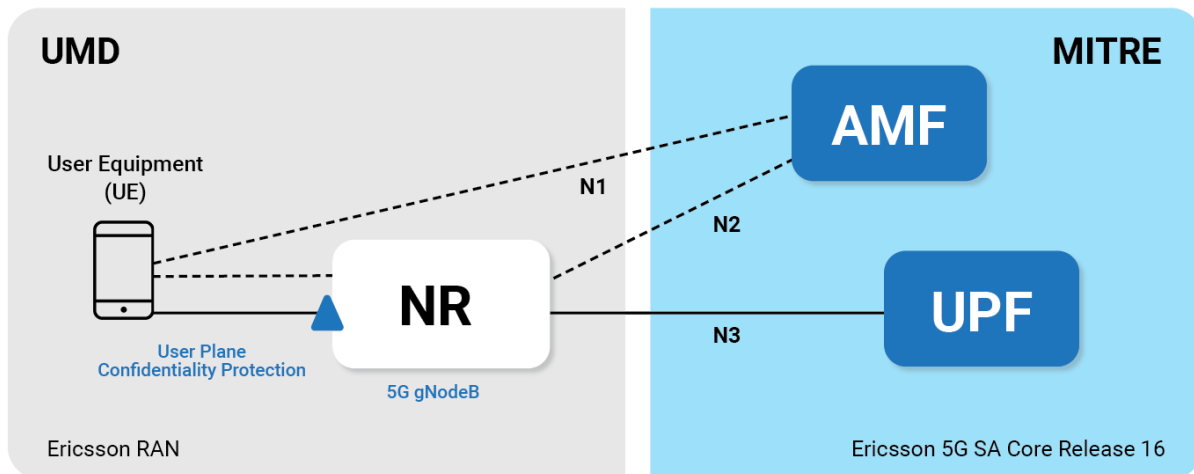 UMD
MITRE
AMF
User Equipment
(UE)
N1
N2
NR
UPF
N3
User Plane
Confidentiality Protection
5G gNodeB
Ericsson RAN
Ericsson 5G SA Core Release 16